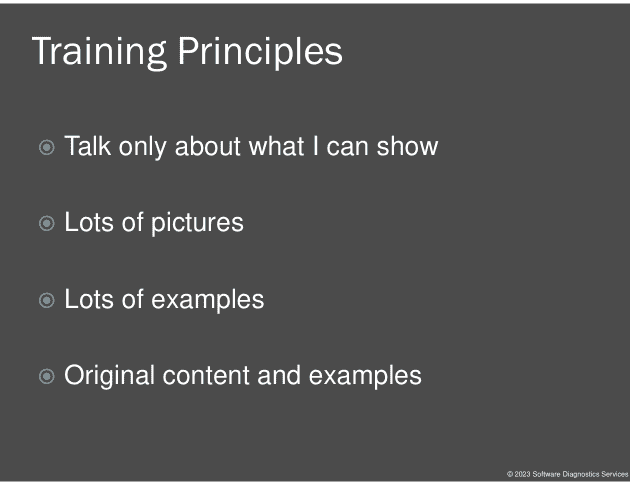 Training Principles
Talk only about what I can show
Lots of pictures
Lots of examples
Original content and examples
© 2023 Software Diagnostics Services